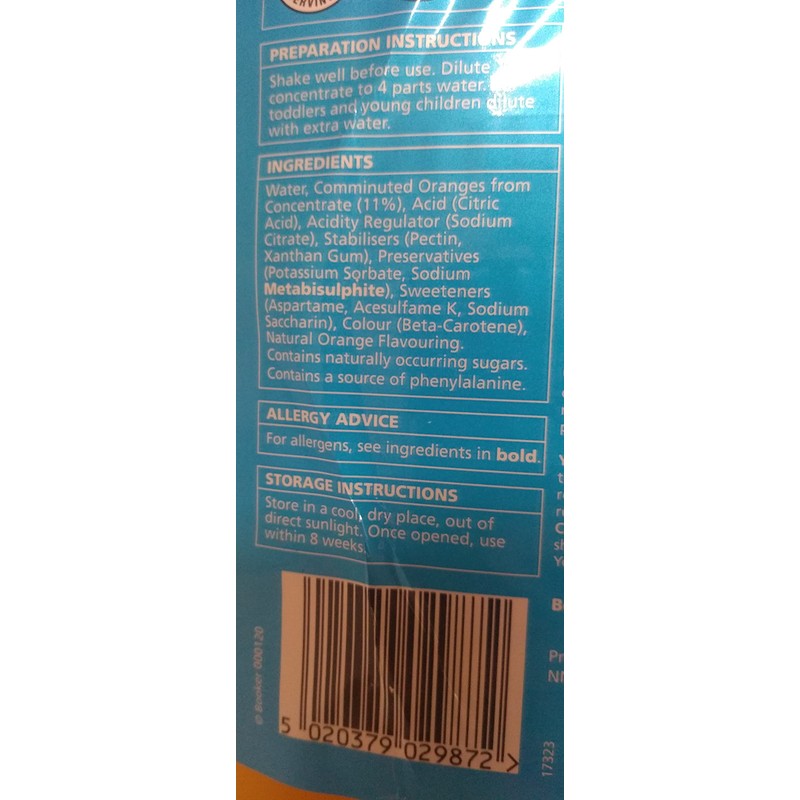 ERVING
PREPARATION INSTRUCTIONS
Shake well before use. Dilute
concentrate to 4 parts water.
toddlers and young children dilute
with extra water.
INGREDIENTS
Water, Comminuted Oranges from
Concentrate (11%), Acid (Citric
Acid), Acidity Regulator (Sodium
Citrate), Stabilisers (Pectin,
Xanthan Gum), Preservatives
(Potassium Sorbate, Sodium
Metabisulphite), Sweeteners
(Aspartame, Acesulfame K, Sodium
Saccharin), Colour (Beta-Carotene),
Natural Orange Flavouring.
Contains naturally occurring sugars.
Contains a source of phenylalanine.
ALLERGY ADVICE
For allergens, see ingredients in bold.
STORAGE INSTRUCTIONS
Store in a cool, dry place, out of
direct sunlight. Once opened, use
within 8 weeks.
© Booker 000120
5 020379 029872 >
17323